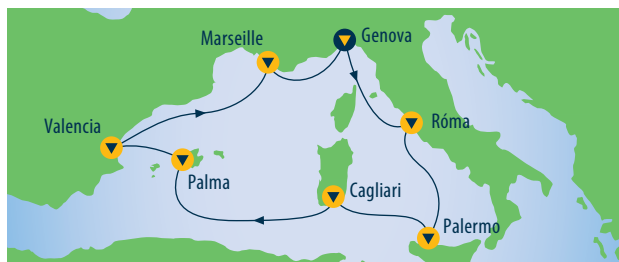 Marseille
Genova
Valencia
Róma
Palma
Cagliari
Palermo